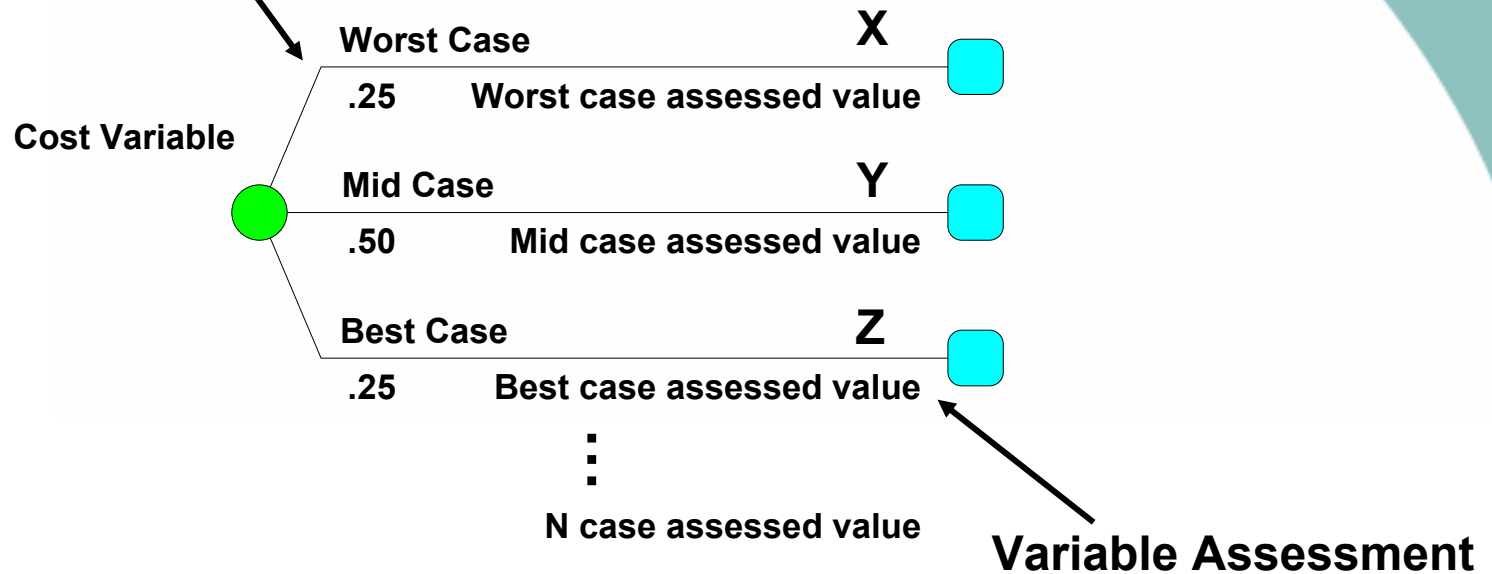 Worst Case X
.25 Worst case assessed value
Cost Variable
Mid Case Y
.50 Mid case assessed value
Best Case Z
.25 Best case assessed value
⋮
N case assessed value
Variable Assessment